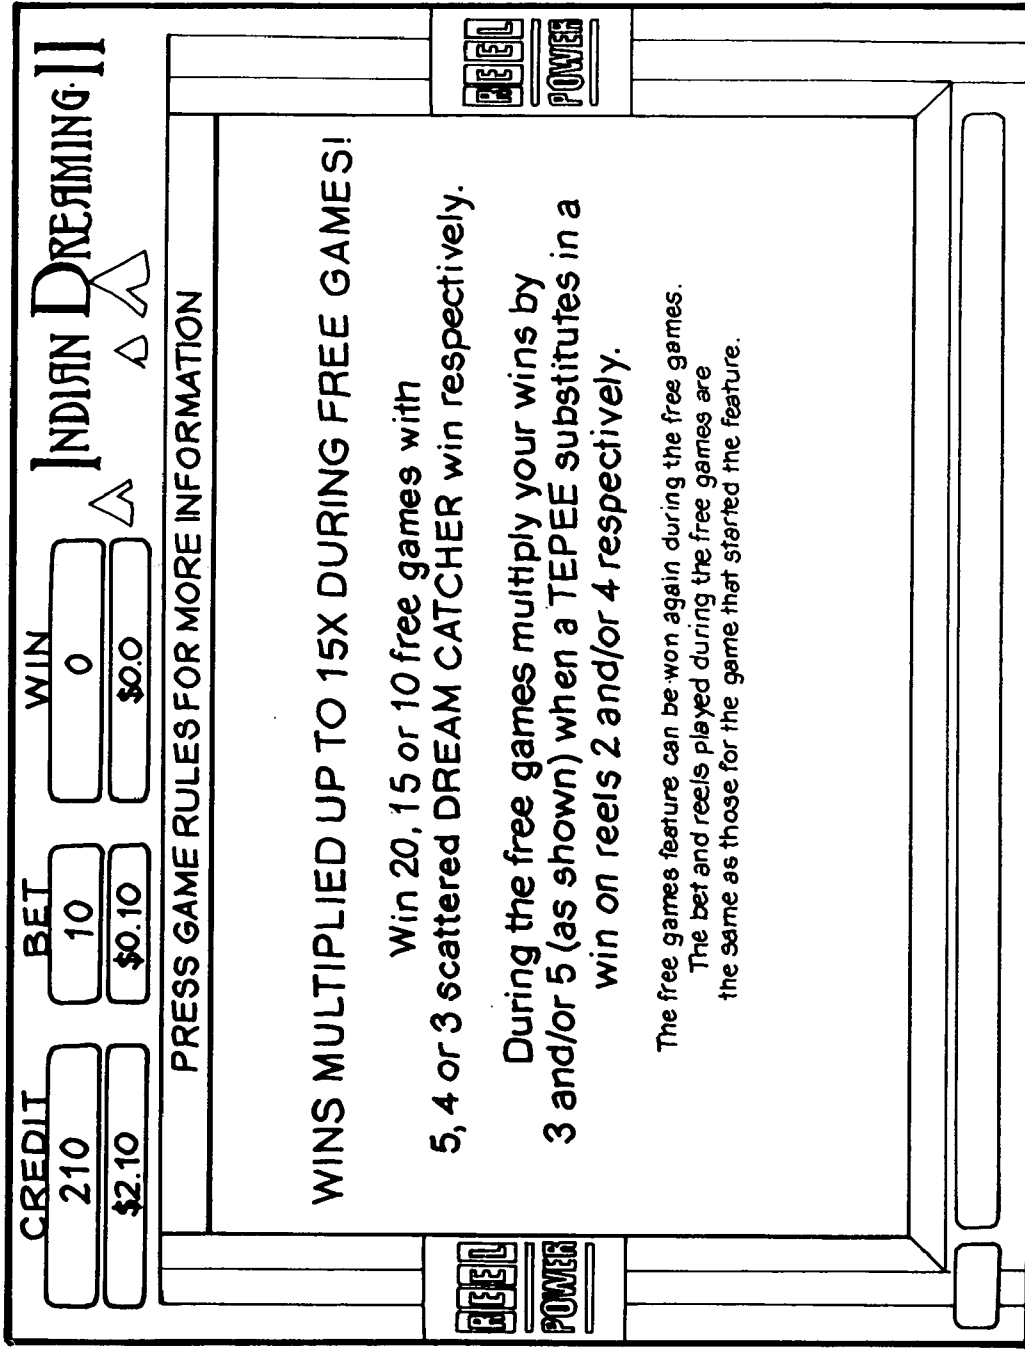 CREDIT BET WIN INDIAN DREAMING·II
210 10 0
$2.10 $0.10 $0.0
PRESS GAME RULES FOR MORE INFORMATION
REEL POWER
REEL POWER
WINS MULTIPLIED UP TO 15X DURING FREE GAMES!
Win 20, 15 or 10 free games with
5, 4 or 3 scattered DREAM CATCHER win respectively.
During the free games multiply your wins by
3 and/or 5 (as shown) when a TEPEE substitutes in a
win on reels 2 and/or 4 respectively.
The free games feature can be won again during the free games.
The bet and reels played during the free games are
the same as those for the game that started the feature.